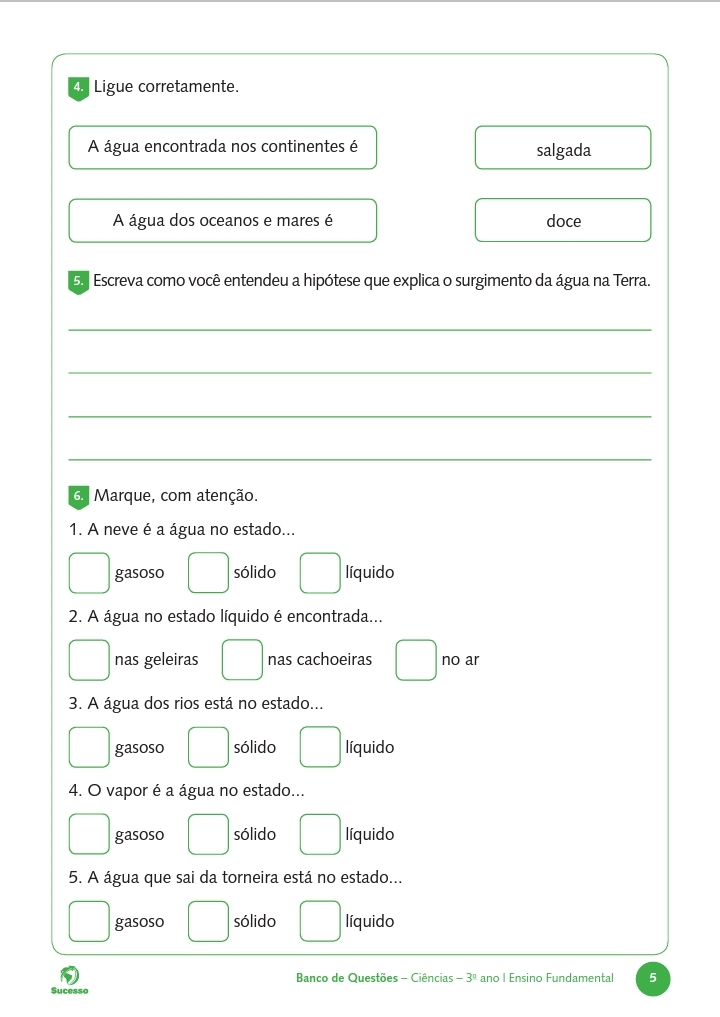 4. Ligue corretamente.
A água encontrada nos continentes é
salgada
A água dos oceanos e mares é
doce
5. Escreva como você entendeu a hipótese que explica o surgimento da água na Terra.
6. Marque, com atenção.
1. A neve é a água no estado...
gasoso sólido líquido
2. A água no estado líquido é encontrada...
nas geleiras nas cachoeiras no ar
3. A água dos rios está no estado...
gasoso sólido líquido
4. O vapor é a água no estado...
gasoso sólido líquido
5. A água que sai da torneira está no estado...
gasoso sólido líquido
Sucesso
Banco de Questões – Ciências – 3º ano | Ensino Fundamental
5